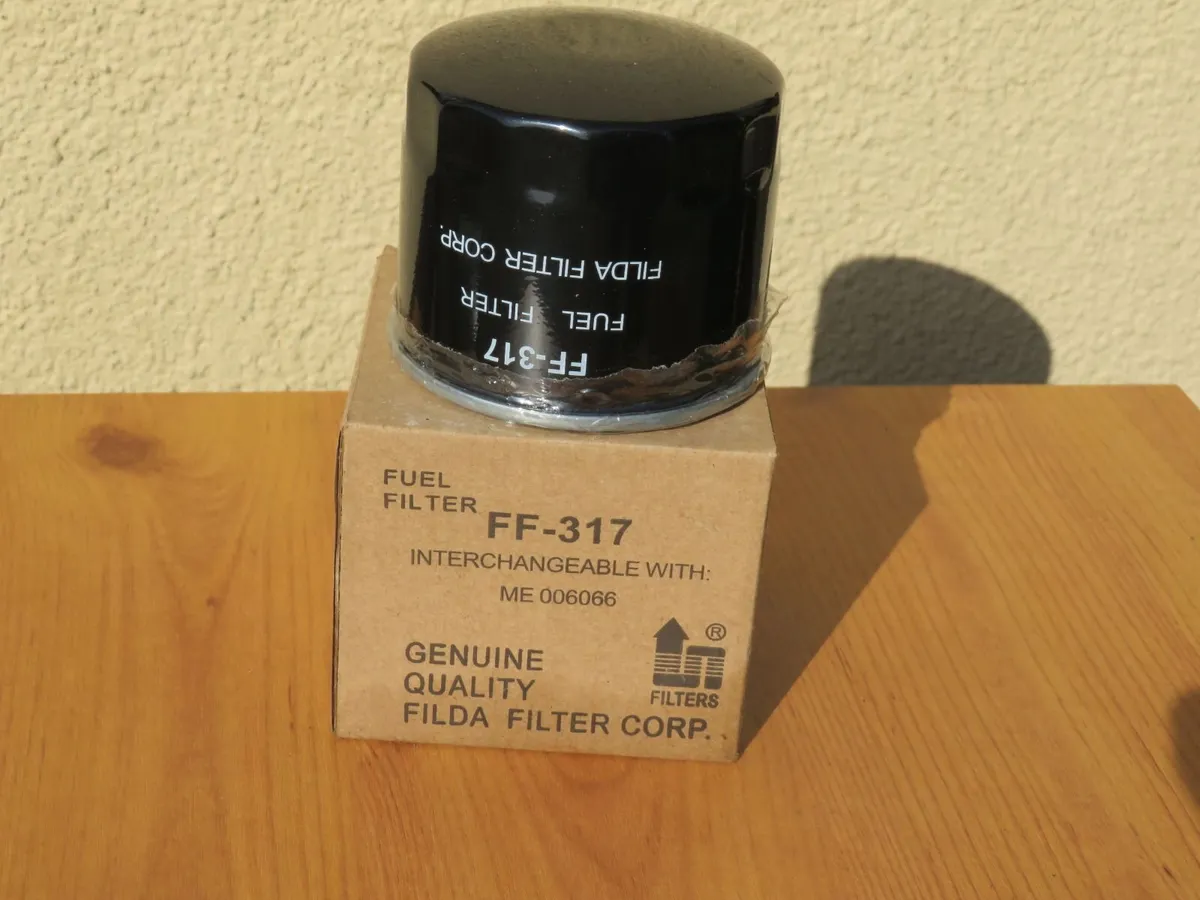 FILDA FILTER CORP.
FUEL FILTER
FF-317
FUEL
FILTER
FF-317
INTERCHANGEABLE WITH:
ME 006066
®
FILTERS
GENUINE
QUALITY
FILDA FILTER CORP.